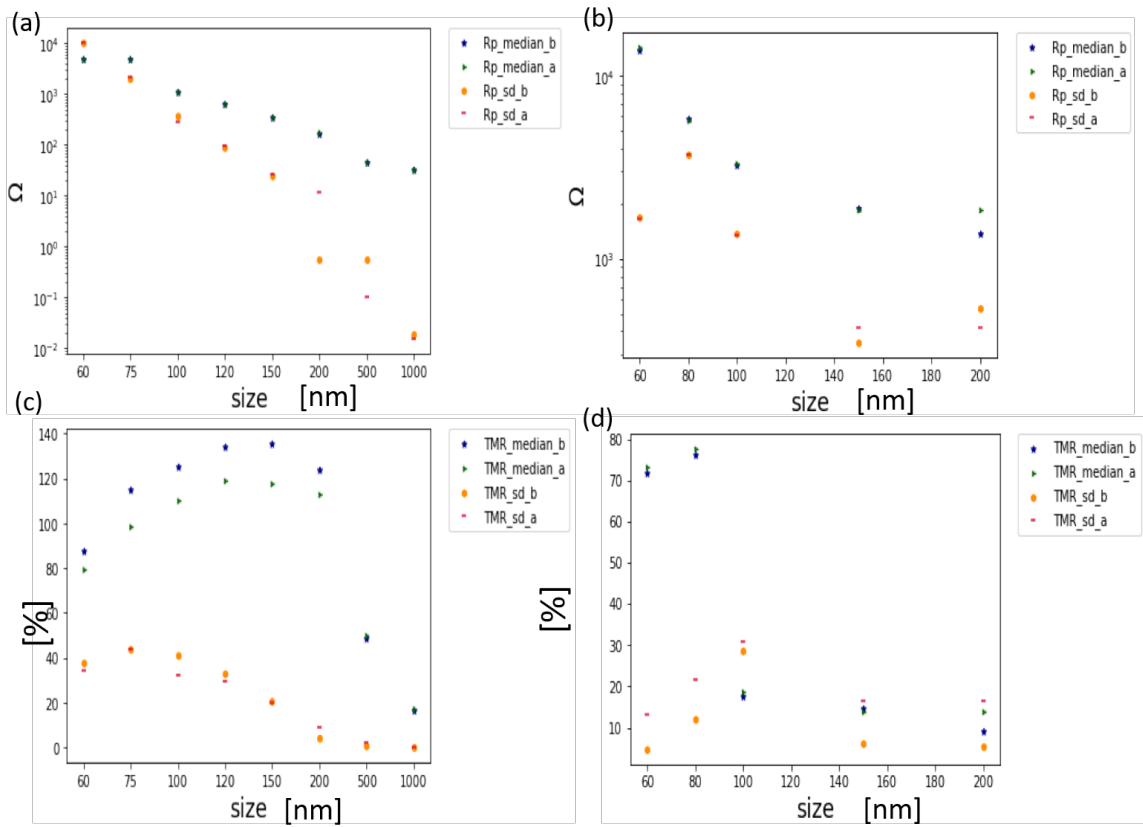 (a)
Rp_median_b
Rp_median_a
Rp_sd_b
Rp_sd_a
10^4
10^3
10^2
10^1
10^0
10^-1
10^-2
Ω
60 75 100 120 150 200 500 1000
size [nm]
(b)
Rp_median_b
Rp_median_a
Rp_sd_b
Rp_sd_a
10^4
10^3
Ω
60 80 100 120 140 160 180 200
size [nm]
(c)
TMR_median_b
TMR_median_a
TMR_sd_b
TMR_sd_a
140
120
100
80
60
40
20
0
[%]
60 75 100 120 150 200 500 1000
size [nm]
(d)
TMR_median_b
TMR_median_a
TMR_sd_b
TMR_sd_a
80
70
60
50
40
30
20
10
[%]
60 80 100 120 140 160 180 200
size [nm]